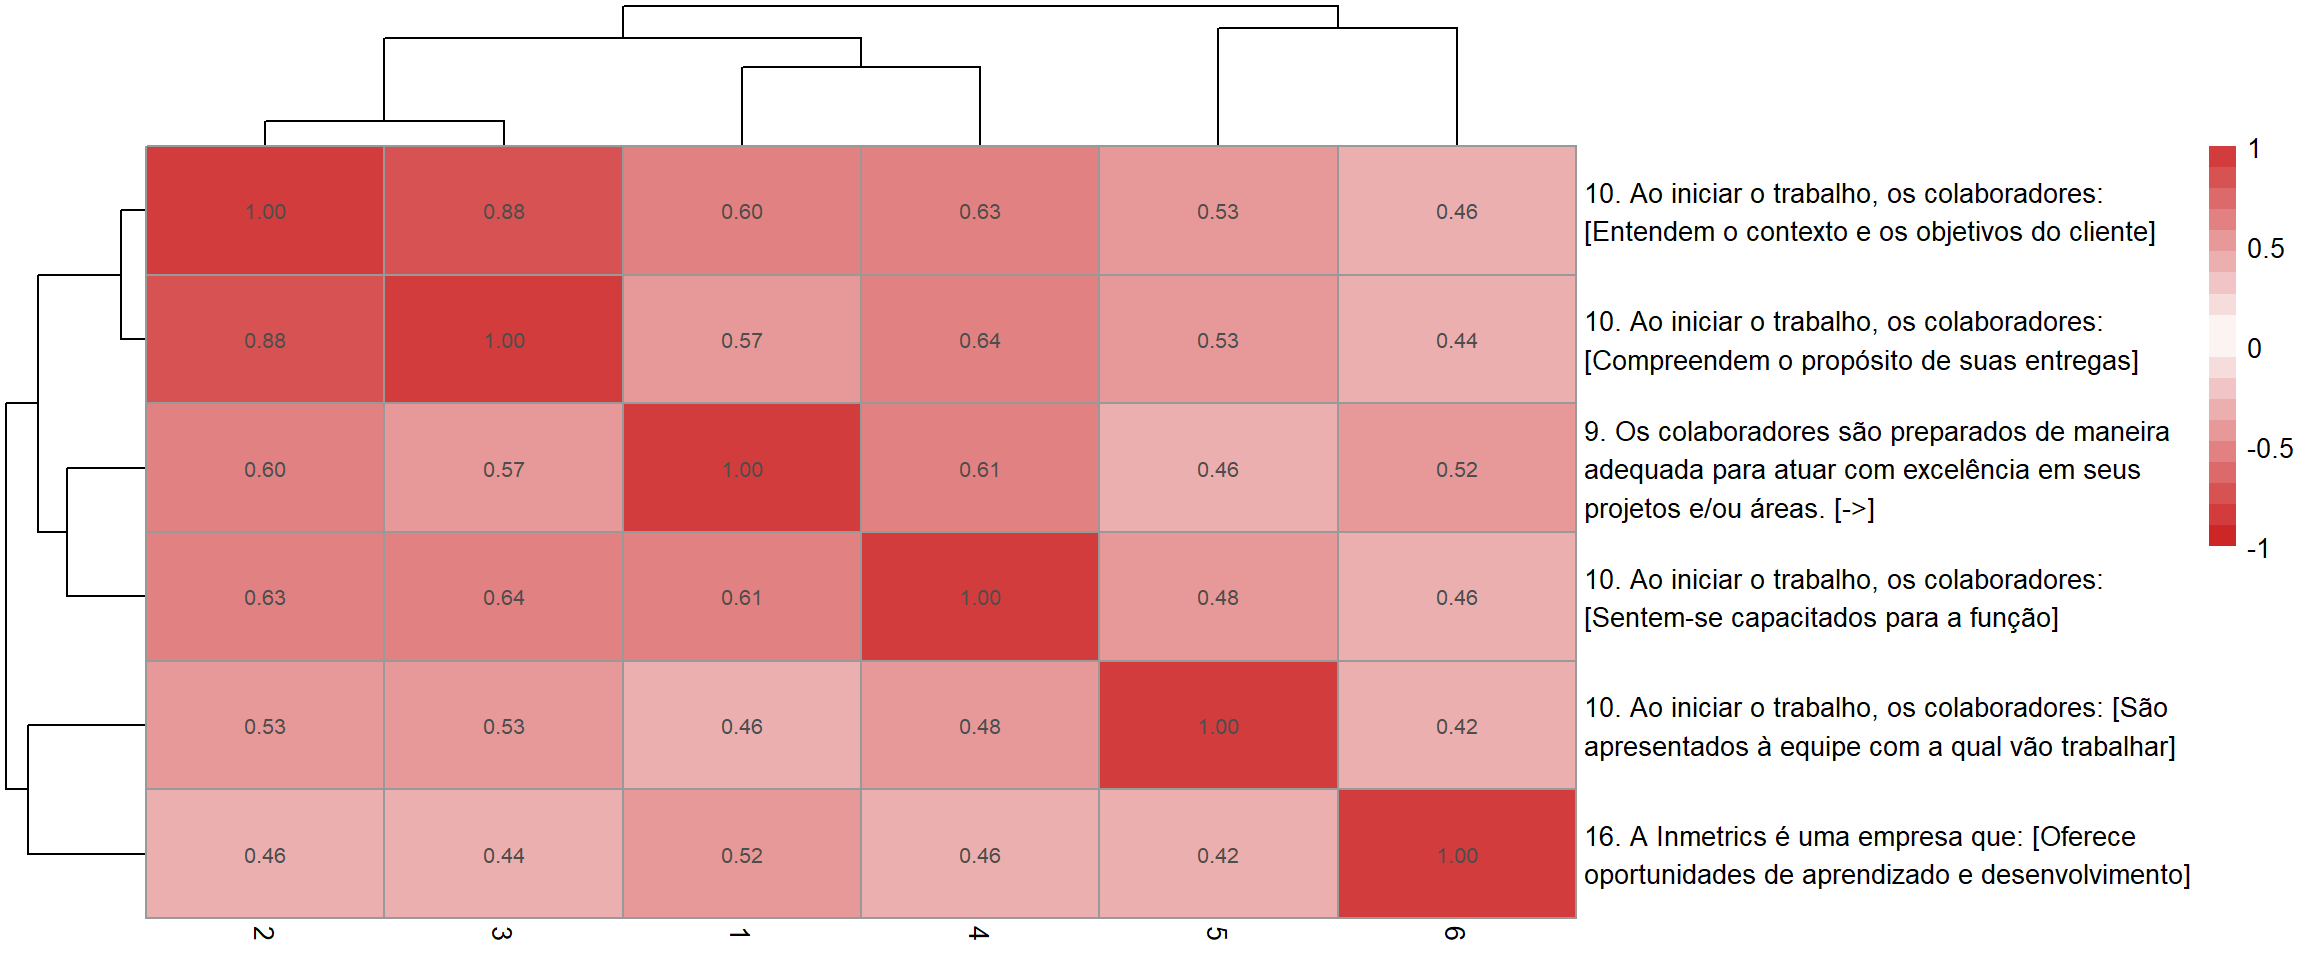 1.00 0.88 0.60 0.63 0.53 0.46
10. Ao iniciar o trabalho, os colaboradores:
[Entendem o contexto e os objetivos do cliente]
0.88 1.00 0.57 0.64 0.53 0.44
10. Ao iniciar o trabalho, os colaboradores:
[Compreendem o propósito de suas entregas]
0.60 0.57 1.00 0.61 0.46 0.52
9. Os colaboradores são preparados de maneira
adequada para atuar com excelência em seus
projetos e/ou áreas. [->]
0.63 0.64 0.61 1.00 0.48 0.46
10. Ao iniciar o trabalho, os colaboradores:
[Sentem-se capacitados para a função]
0.53 0.53 0.46 0.48 1.00 0.42
10. Ao iniciar o trabalho, os colaboradores: [São
apresentados à equipe com a qual vão trabalhar]
0.46 0.44 0.52 0.46 0.42 1.00
16. A Inmetrics é uma empresa que: [Oferece
oportunidades de aprendizado e desenvolvimento]
2 3 1 4 5 6
1
0.5
0
-0.5
-1